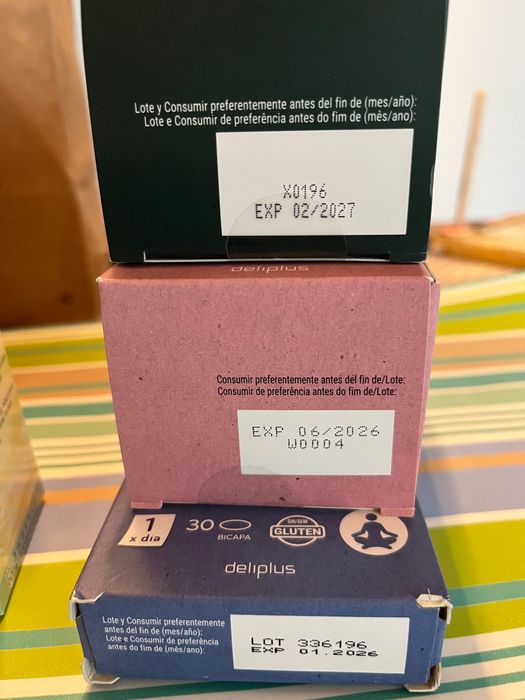 Lote y Consumir preferentemente antes del fin de (mes/año):
Lote e Consumir de preferência antes do fim de (mês/ano):
X0196
EXP 02/2027
deliplus
Consumir preferentemente antes del fin de/Lote:
Consumir de preferência antes do fim de/Lote:
EXP 06/2026
W0004
1
x día
30
BICAPA
SIN/SEM
GLUTEN
deliplus
Lote y Consumir preferentemente
antes del fin de (mes/año):
Lote e Consumir de preferência
antes do fim de (mês/ano):
LOT 336196
EXP 01.2026